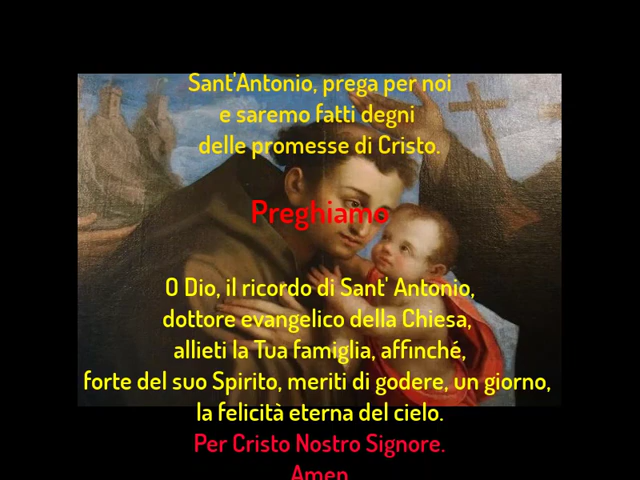 Sant'Antonio, prega per noi
e saremo fatti degni
delle promesse di Cristo.
Preghiamo
O Dio, il ricordo di Sant' Antonio,
dottore evangelico della Chiesa,
allieti la Tua famiglia, affinché,
forte del suo Spirito, meriti di godere, un giorno,
la felicità eterna del cielo.
Per Cristo Nostro Signore.
Amen